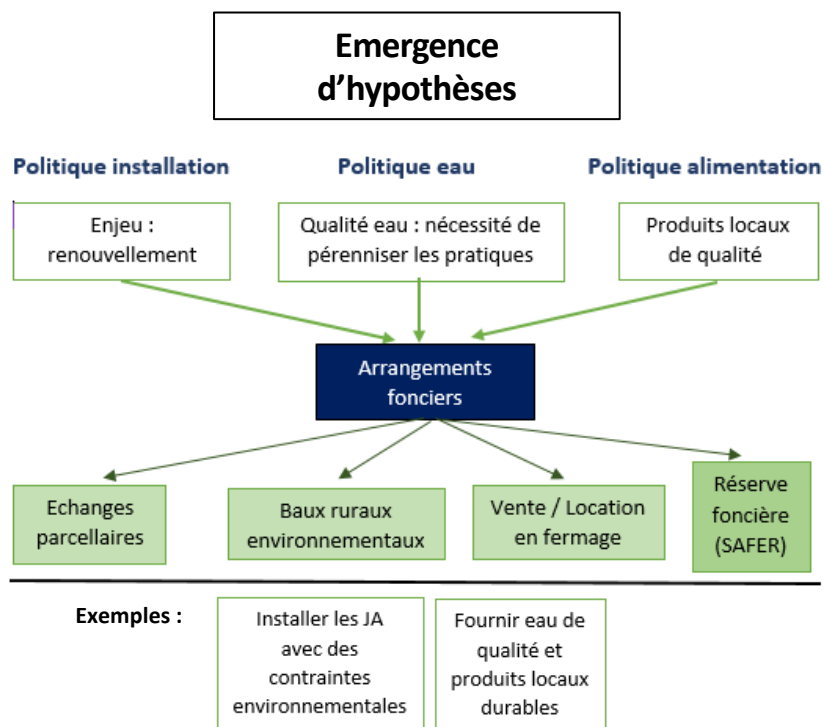 Emergence
d’hypothèses
Politique installation
Politique eau
Politique alimentation
Enjeu :
renouvellement
Qualité eau : nécessité de
pérenniser les pratiques
Produits locaux
de qualité
Arrangements
fonciers
Echanges
parcellaires
Baux ruraux
environnementaux
Vente / Location
en fermage
Réserve
foncière
(SAFER)
Exemples :
Installer les JA
avec des
contraintes
environnementales
Fournir eau de
qualité et
produits locaux
durables